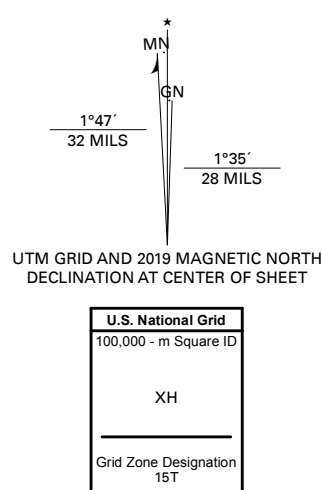 MN
GN
1°47´
32 MILS
1°35´
28 MILS
UTM GRID AND 2019 MAGNETIC NORTH
DECLINATION AT CENTER OF SHEET
U.S. National Grid
100,000 - m Square ID
XH
Grid Zone Designation
15T